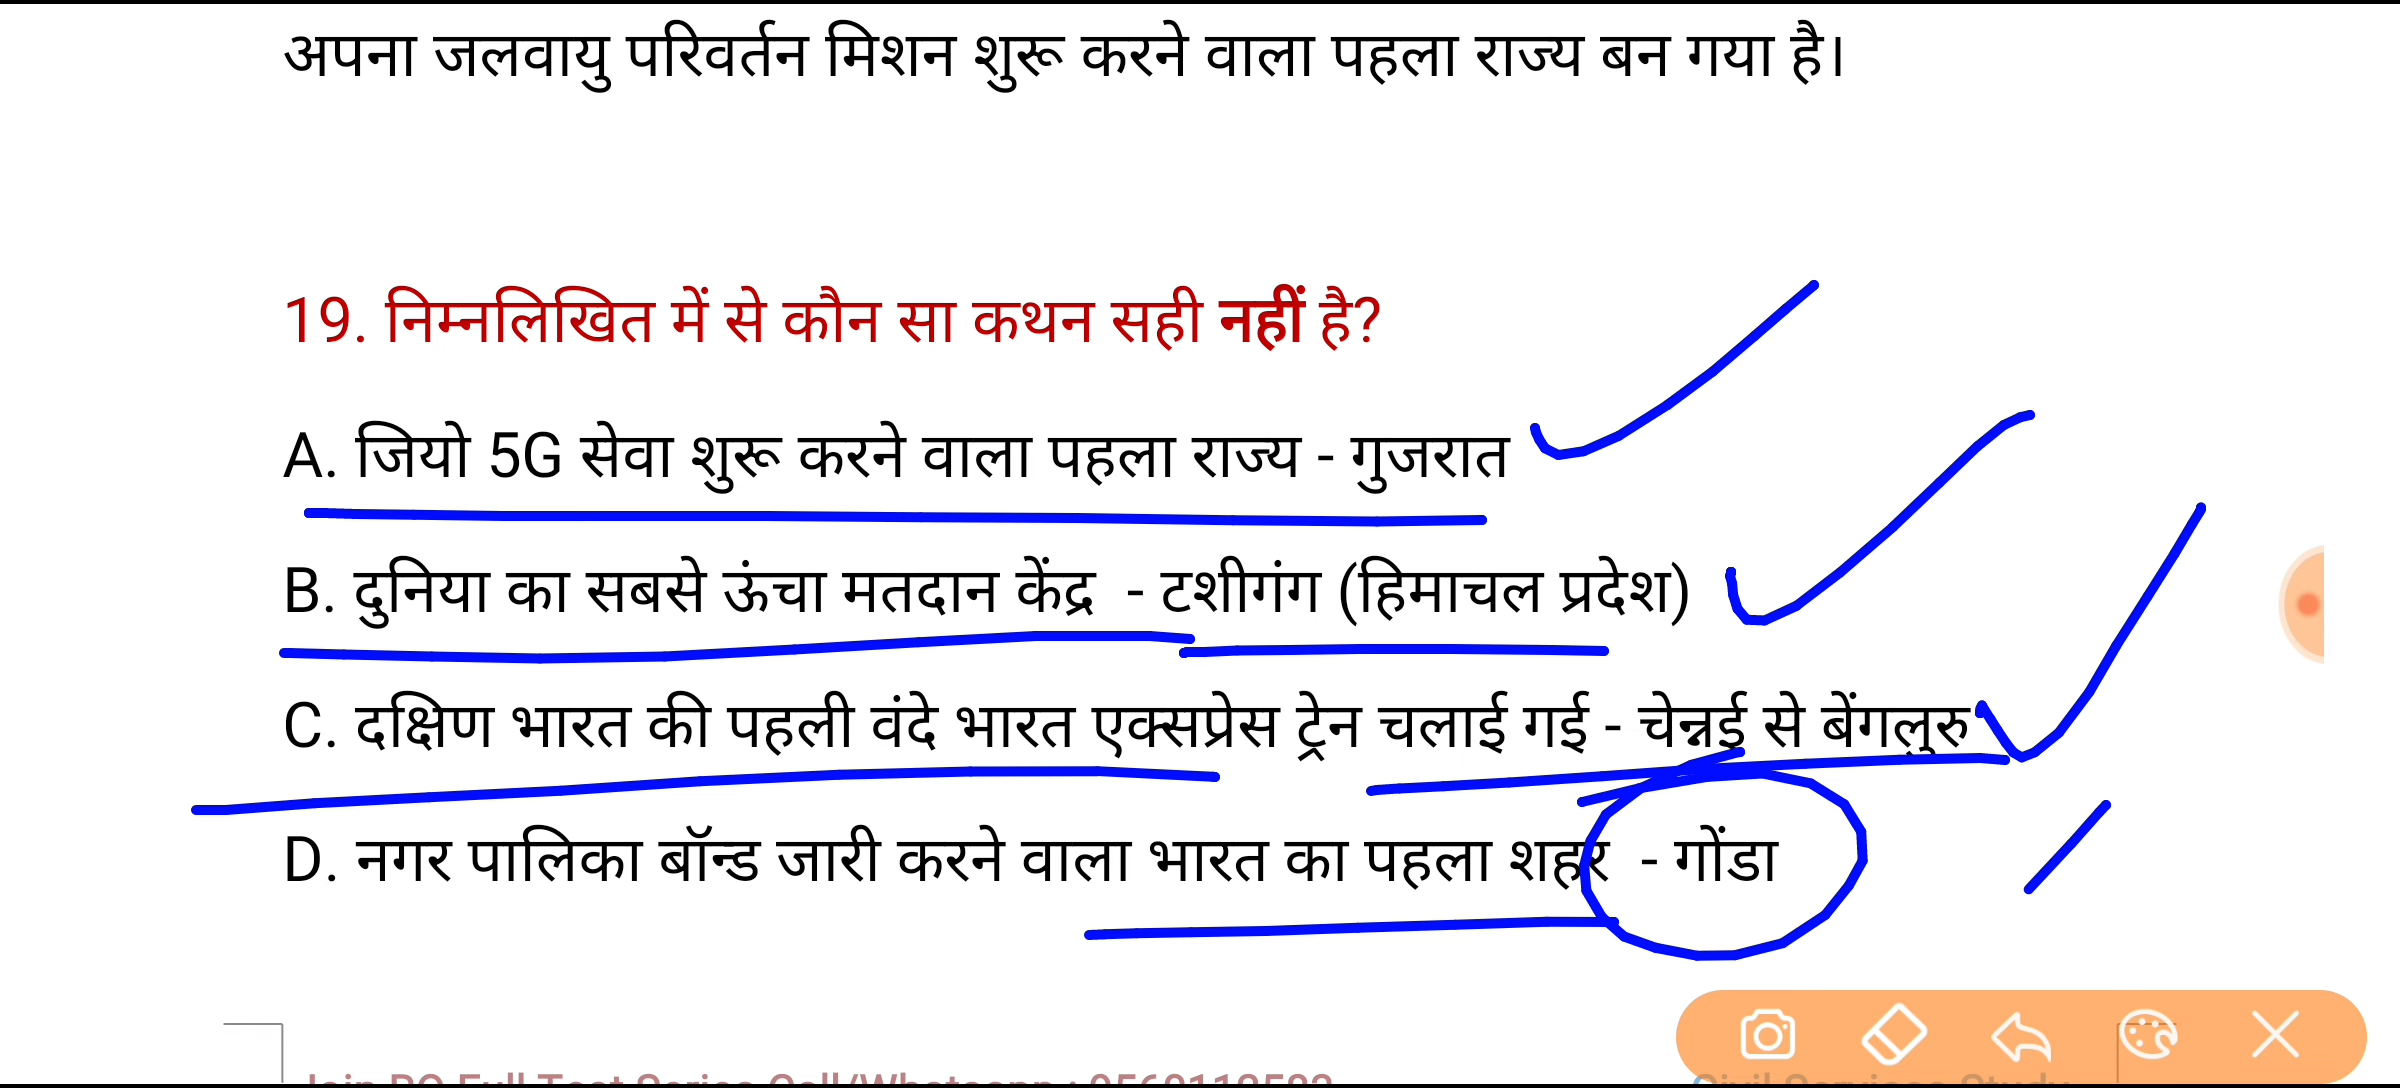 अपना जलवायु परिवर्तन मिशन शुरू करने वाला पहला राज्य बन गया है।
19. निम्नलिखित में से कौन सा कथन सही नहीं है?
A. जियो 5G सेवा शुरू करने वाला पहला राज्य - गुजरात
B. दुनिया का सबसे ऊंचा मतदान केंद्र - टशीगंग (हिमाचल प्रदेश)
C. दक्षिण भारत की पहली वंदे भारत एक्सप्रेस ट्रेन चलाई गई - चेन्नई से बेंगलुरु
D. नगर पालिका बॉन्ड जारी करने वाला भारत का पहला शहर - गोंडा